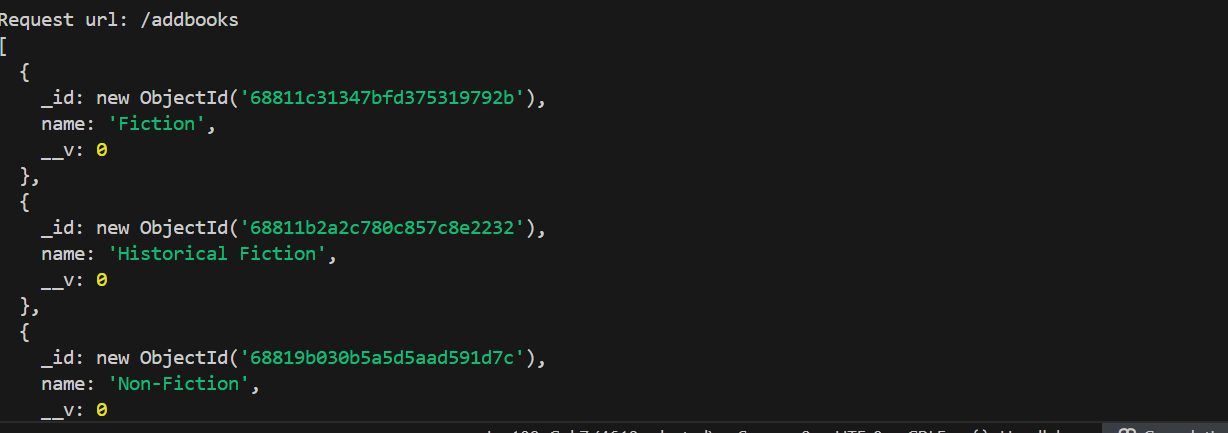 Request url: /addbooks
[
  {
    _id: new ObjectId('68811c31347bfd375319792b'),
    name: 'Fiction',
    __v: 0
  },
  {
    _id: new ObjectId('68811b2a2c780c857c8e2232'),
    name: 'Historical Fiction',
    __v: 0
  },
  {
    _id: new ObjectId('68819b030b5a5d5aad591d7c'),
    name: 'Non-Fiction',
    __v: 0